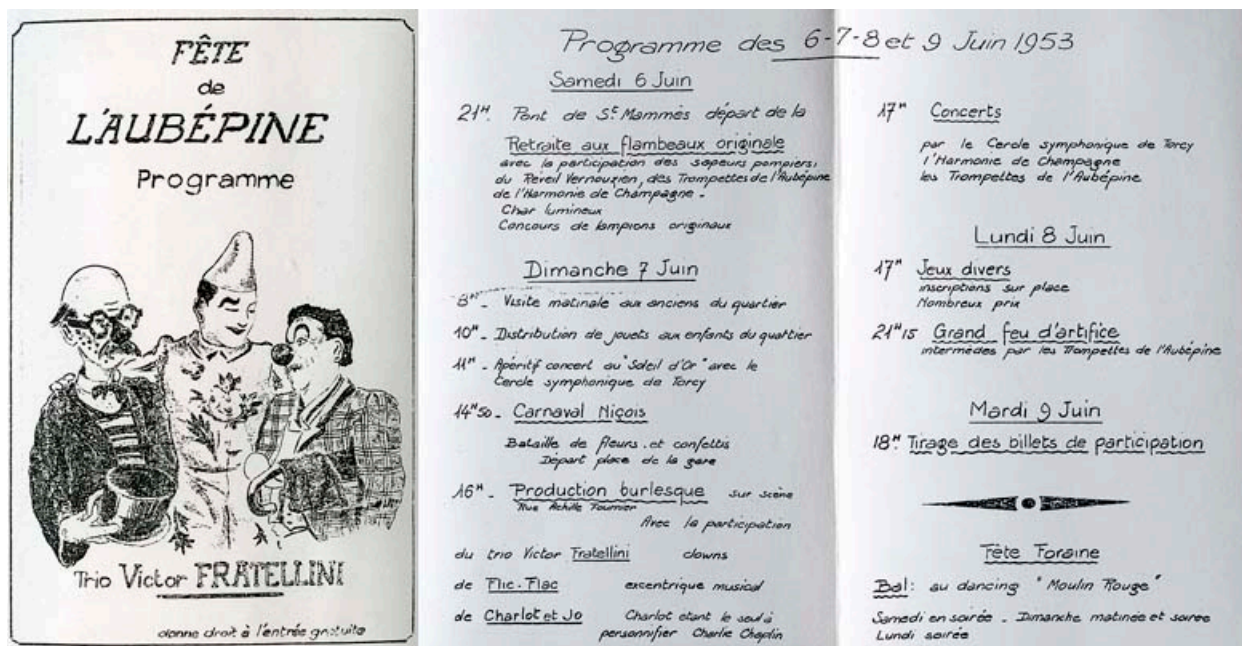 FÊTE
de
L'AUBÉPINE
Programme
Trio Victor FRATELLINI
donne droit à l'entrée gratuite
Programme des 6-7-8 et 9 Juin 1953
Samedi 6 Juin
21H. Pont de St Mammès départ de la
Retraite aux flambeaux originale
avec la participation des sapeurs pompiers,
du Réveil Vernouzien, des Trompettes de l'Aubépine
de l'Harmonie de Champagne.
Char lumineux
Concours de lampions originaux
Dimanche 7 Juin
8H - Visite matinale aux anciens du quartier
10H - Distribution de jouets aux enfants du quartier
11H - Apéritif concert au "Soleil d'Or" avec le
Cercle symphonique de Torcy
14H50 - Carnaval Niçois
Bataille de fleurs et confettis
Départ place de la gare
16H - Production burlesque sur scène
Rue Achille Fournier
Avec la participation
du trio Victor Fratellini clowns
de Flic-Flac excentrique musical
de Charlot et Jo Charlot étant le seul à
personnifier Charlie Chaplin
17H Concerts
par le Cercle symphonique de Torcy
l'Harmonie de Champagne
les Trompettes de l'Aubépine
Lundi 8 Juin
17H Jeux divers
inscriptions sur place
Nombreux prix
21H15 Grand feu d'artifice
intermèdes par les Trompettes de l'Aubépine
Mardi 9 Juin
18H Tirage des billets de participation
Fête Foraine
Bal: au dancing "Moulin Rouge"
Samedi en soirée - Dimanche matinée et soirée
Lundi soirée